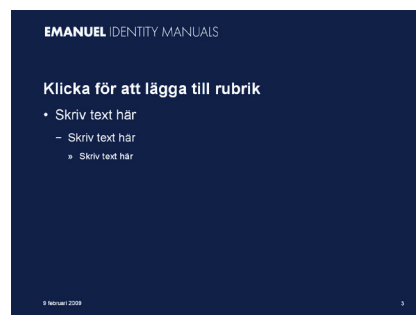 EMANUEL IDENTITY MANUALS
Klicka för att lägga till rubrik
• Skriv text här
– Skriv text här
» Skriv text här
9 februari 2009
3